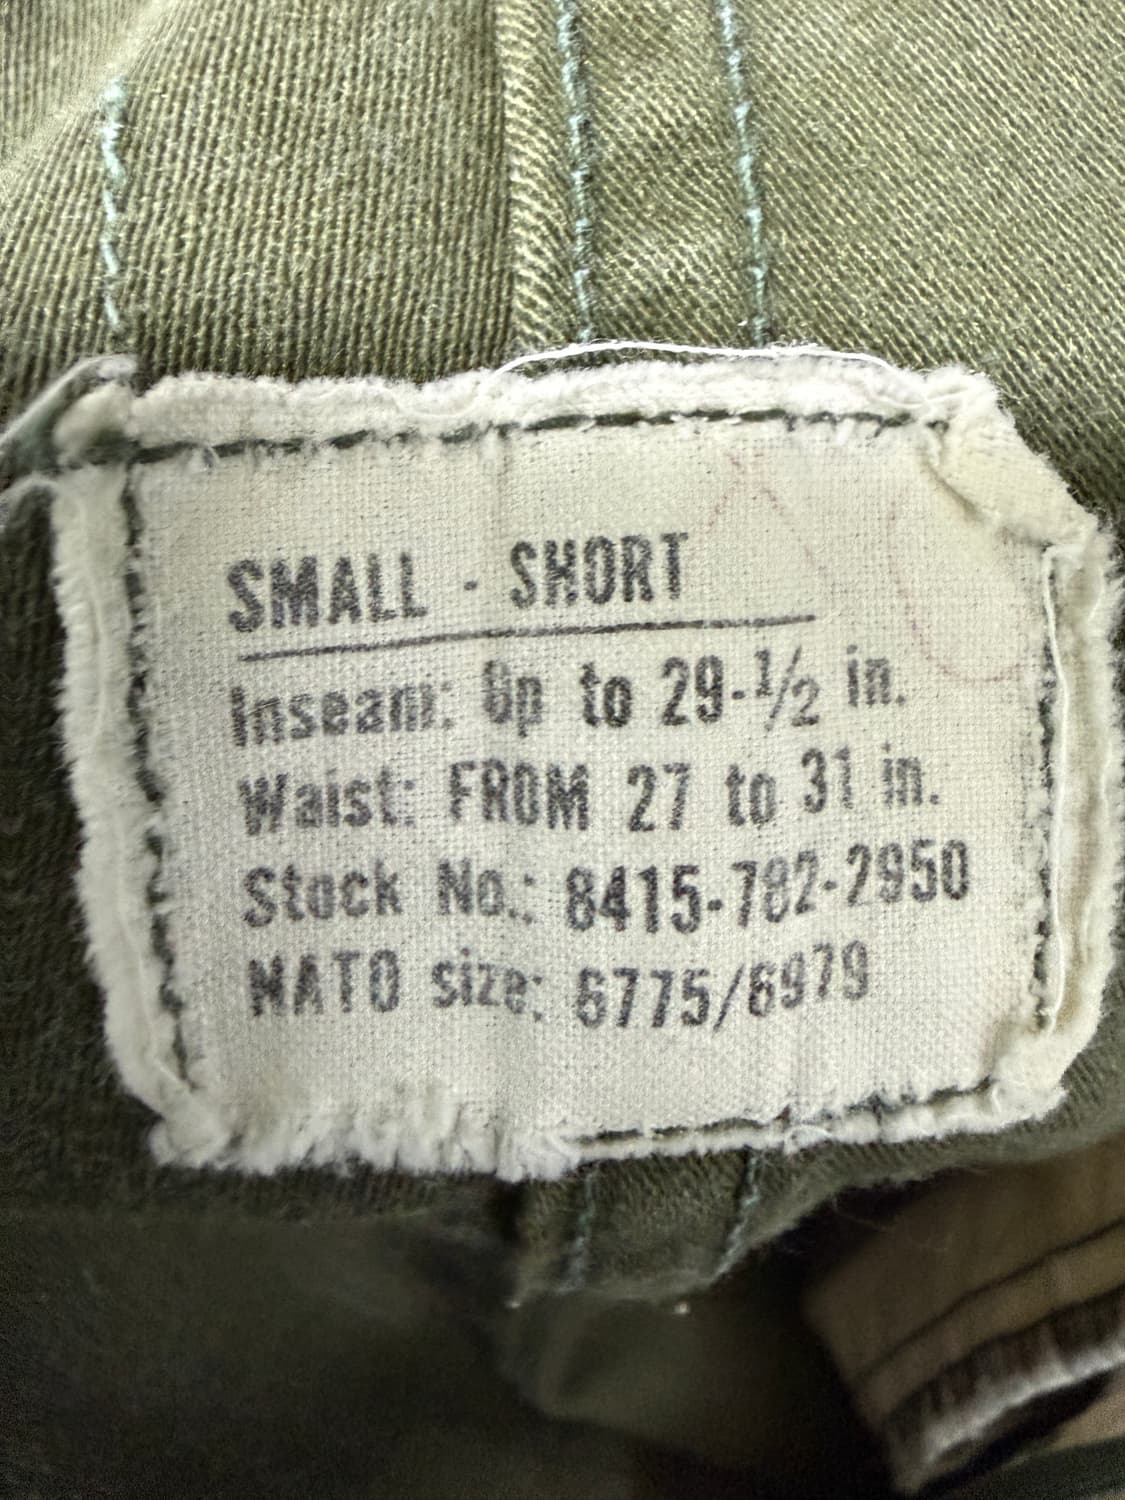 SMALL - SHORT
Inseam: Up to 29-1/2 in.
Waist: FROM 27 to 31 in.
Stock No.: 8415-782-2950
NATO size: 6775/6979